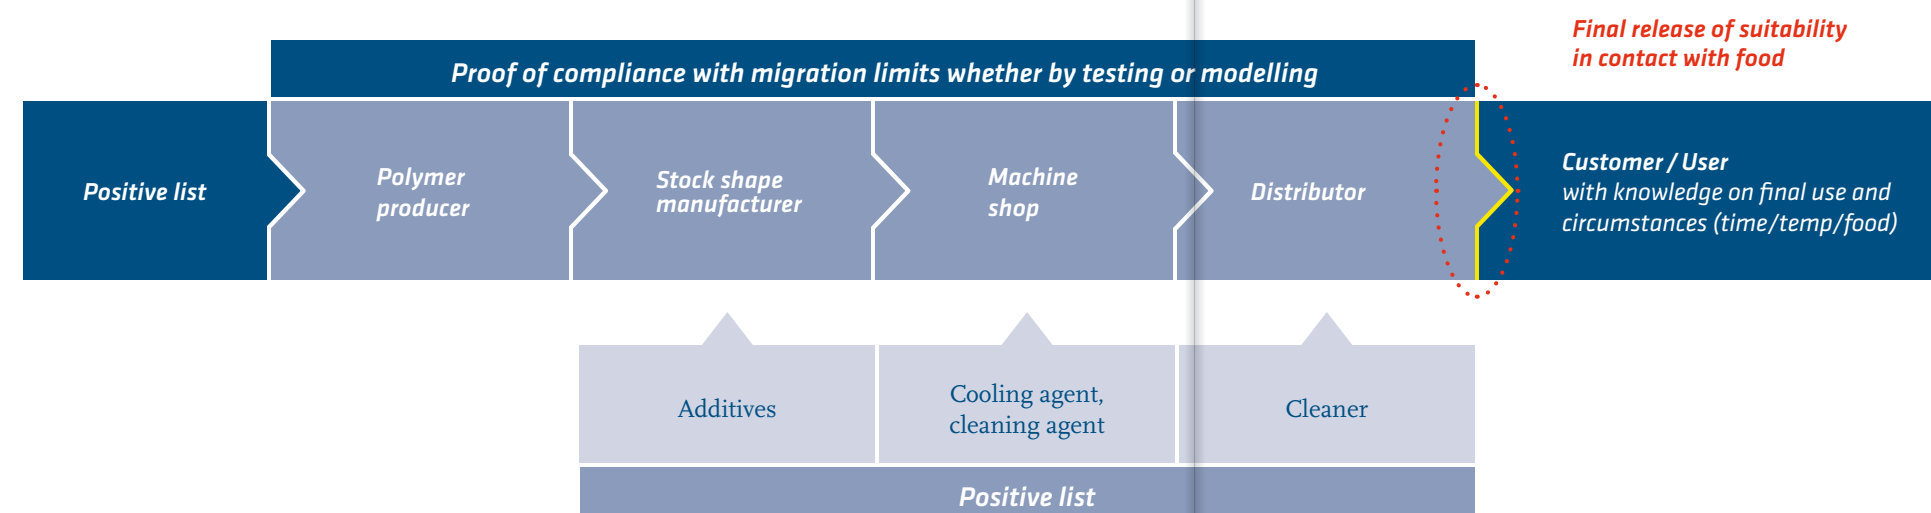 Final release of suitability
in contact with food
Proof of compliance with migration limits whether by testing or modelling
Positive list
Polymer
producer
Stock shape
manufacturer
Machine
shop
Distributor
Customer / User
with knowledge on final use and
circumstances (time/temp/food)
Additives
Cooling agent,
cleaning agent
Cleaner
Positive list